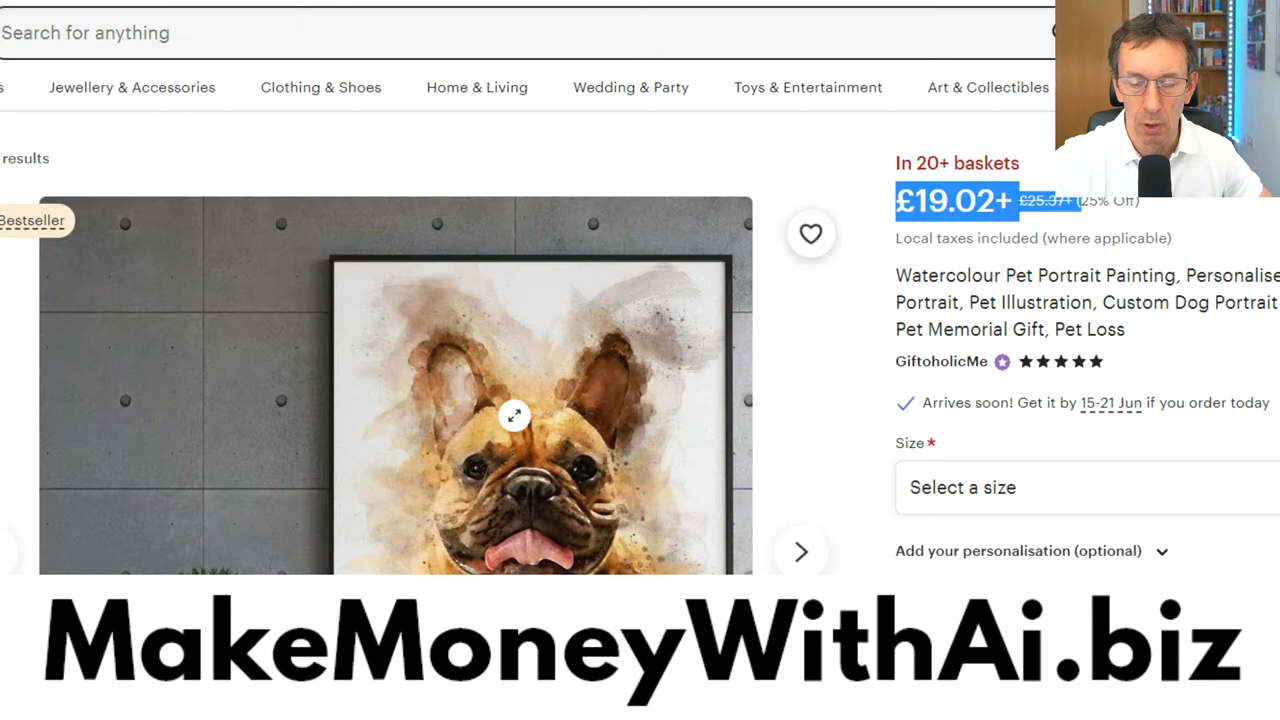 Search for anything
s Jewellery & Accessories Clothing & Shoes Home & Living Wedding & Party Toys & Entertainment Art & Collectibles
results
Bestseller
In 20+ baskets
£19.02+ £25.37+ (25% Off)
Local taxes included (where applicable)
Watercolour Pet Portrait Painting, Personalise
Portrait, Pet Illustration, Custom Dog Portrait
Pet Memorial Gift, Pet Loss
GiftoholicMe ★★★★★
Arrives soon! Get it by 15-21 Jun if you order today
Size*
Select a size
Add your personalisation (optional)
MakeMoneyWithAi.biz